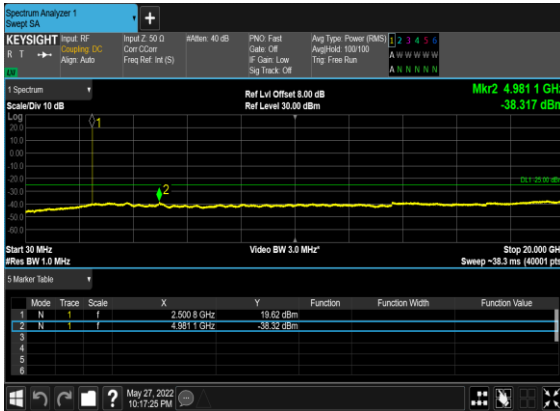 Spectrum Analyzer 1
Swept SA
KEYSIGHT
R T
LXI
Input: RF
Coupling: DC
Align: Auto
Input Z: 50 Ω
Corr CCorr
Freq Ref: Int (S)
#Atten: 40 dB
PNO: Fast
Gate: Off
IF Gain: Low
Sig Track: Off
Avg Type: Power (RMS)
Avg|Hold: 100/100
Trig: Free Run
1 2 3 4 5 6
A W W W W W
A N N N N N
1 Spectrum
Scale/Div 10 dB
Ref Lvl Offset 8.00 dB
Ref Level 30.00 dBm
Mkr2 4.981 1 GHz
-38.317 dBm
Log
1
20.0
10.0
0.00
-10.0
-20.0
DL1 -25.00 dBm
-30.0
2
-40.0
-50.0
-60.0
Start 30 MHz
#Res BW 1.0 MHz
Video BW 3.0 MHz*
Stop 20.000 GH
Sweep ~38.3 ms (40001 pts
5 Marker Table
Mode Trace Scale X Y Function Function Width Function Value
1 N 1 f 2.500 8 GHz 19.62 dBm
2 N 1 f 4.981 1 GHz -38.32 dBm
3
4
5
6
?
May 27, 2022
10:17:25 PM